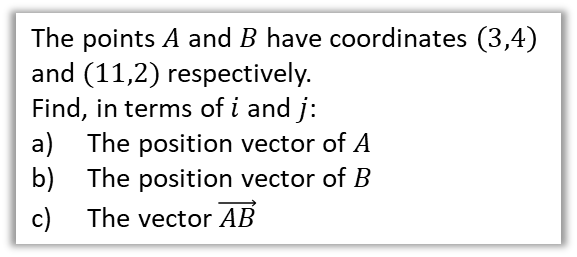 The points A and B have coordinates (3,4)
and (11,2) respectively.
Find, in terms of i and j:
a) The position vector of A
b) The position vector of B
c) The vector \overrightarrow{AB}